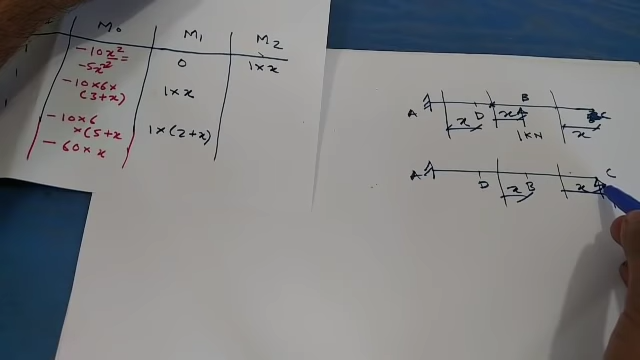 M₀ M₁ M₂
-10x² 0 1×x
-5x²
-10×6× 1×x
(3+x)
-10×6 1×(2+x)
×(5+x
-60×x
B
A D x
x 1KN x
C
A D x B x